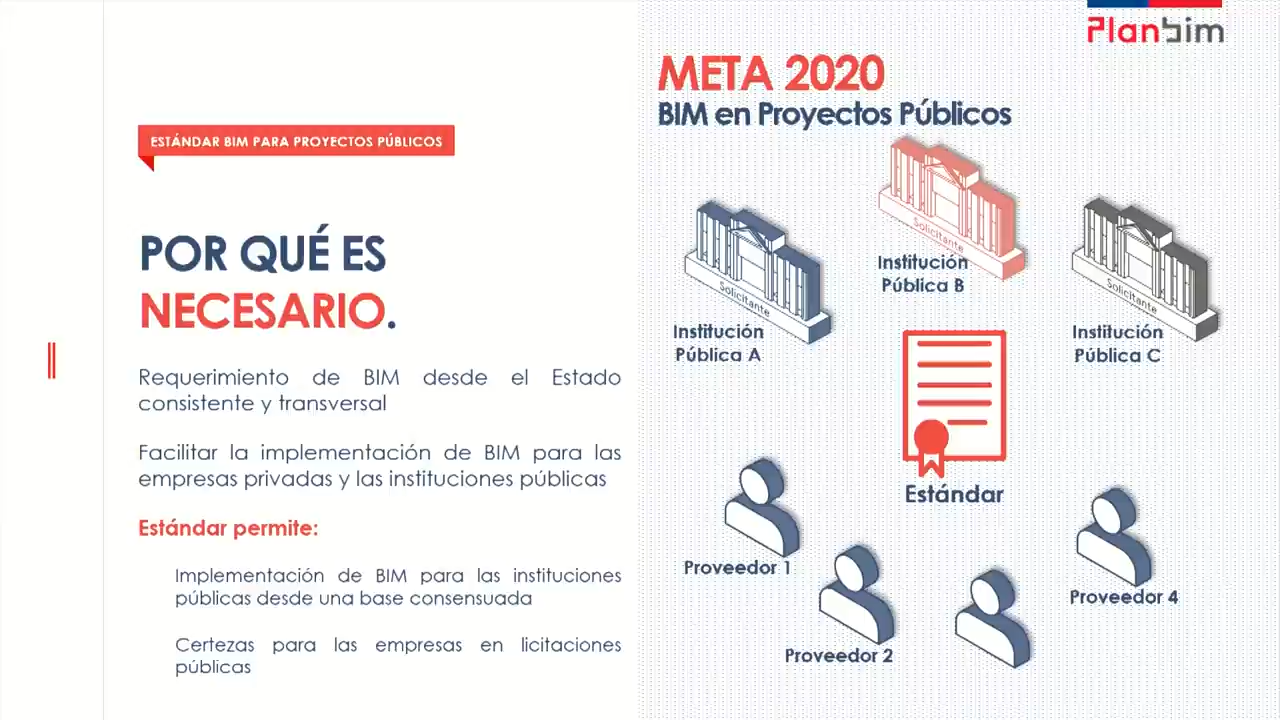 ESTÁNDAR BIM PARA PROYECTOS PÚBLICOS
POR QUÉ ES
NECESARIO.
Requerimiento de BIM desde el Estado
consistente y transversal
Facilitar la implementación de BIM para las
empresas privadas y las instituciones públicas
Estándar permite:
Implementación de BIM para las instituciones
públicas desde una base consensuada
Certezas para las empresas en licitaciones
públicas
Planbim
META 2020
BIM en Proyectos Públicos
Solicitante
Institución
Pública A
Solicitante
Institución
Pública B
Solicitante
Institución
Pública C
Estándar
Proveedor 1
Proveedor 2
Proveedor 4